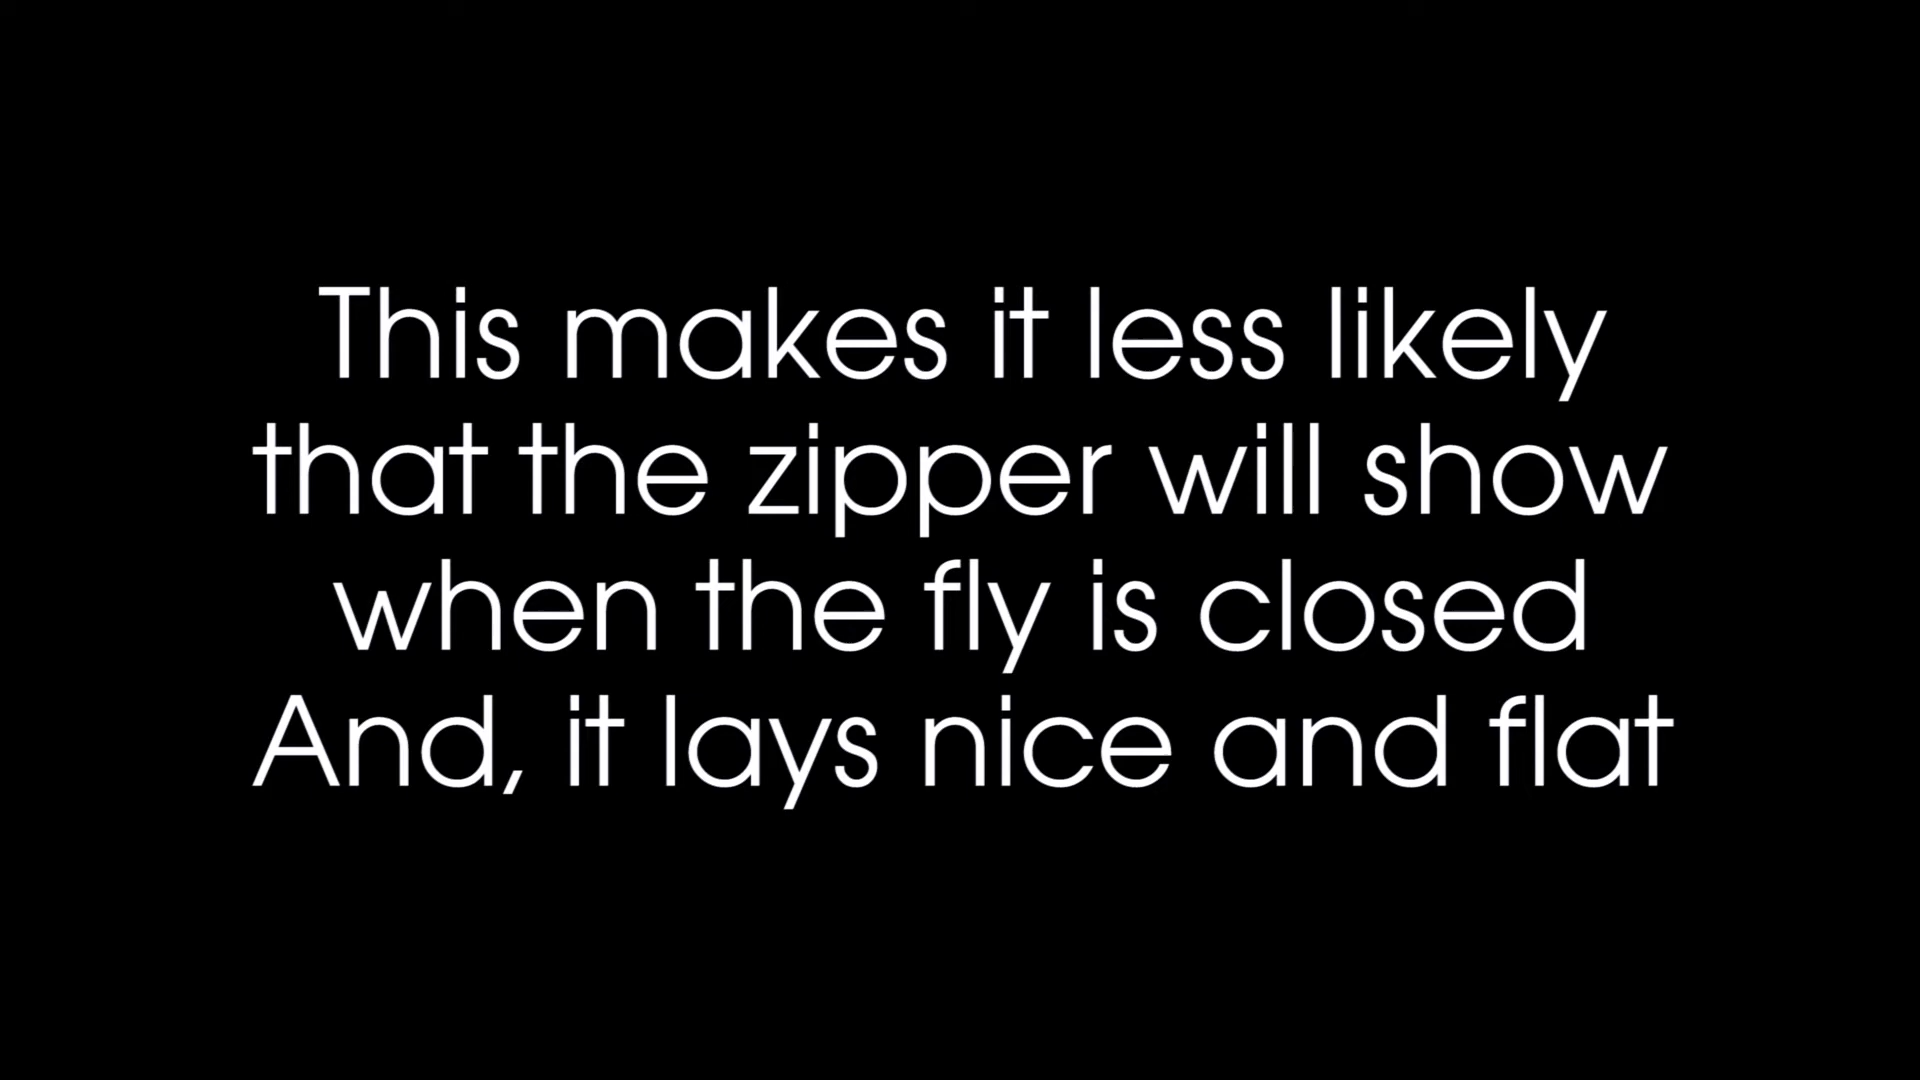 This makes it less likely
that the zipper will show
when the fly is closed
And, it lays nice and flat